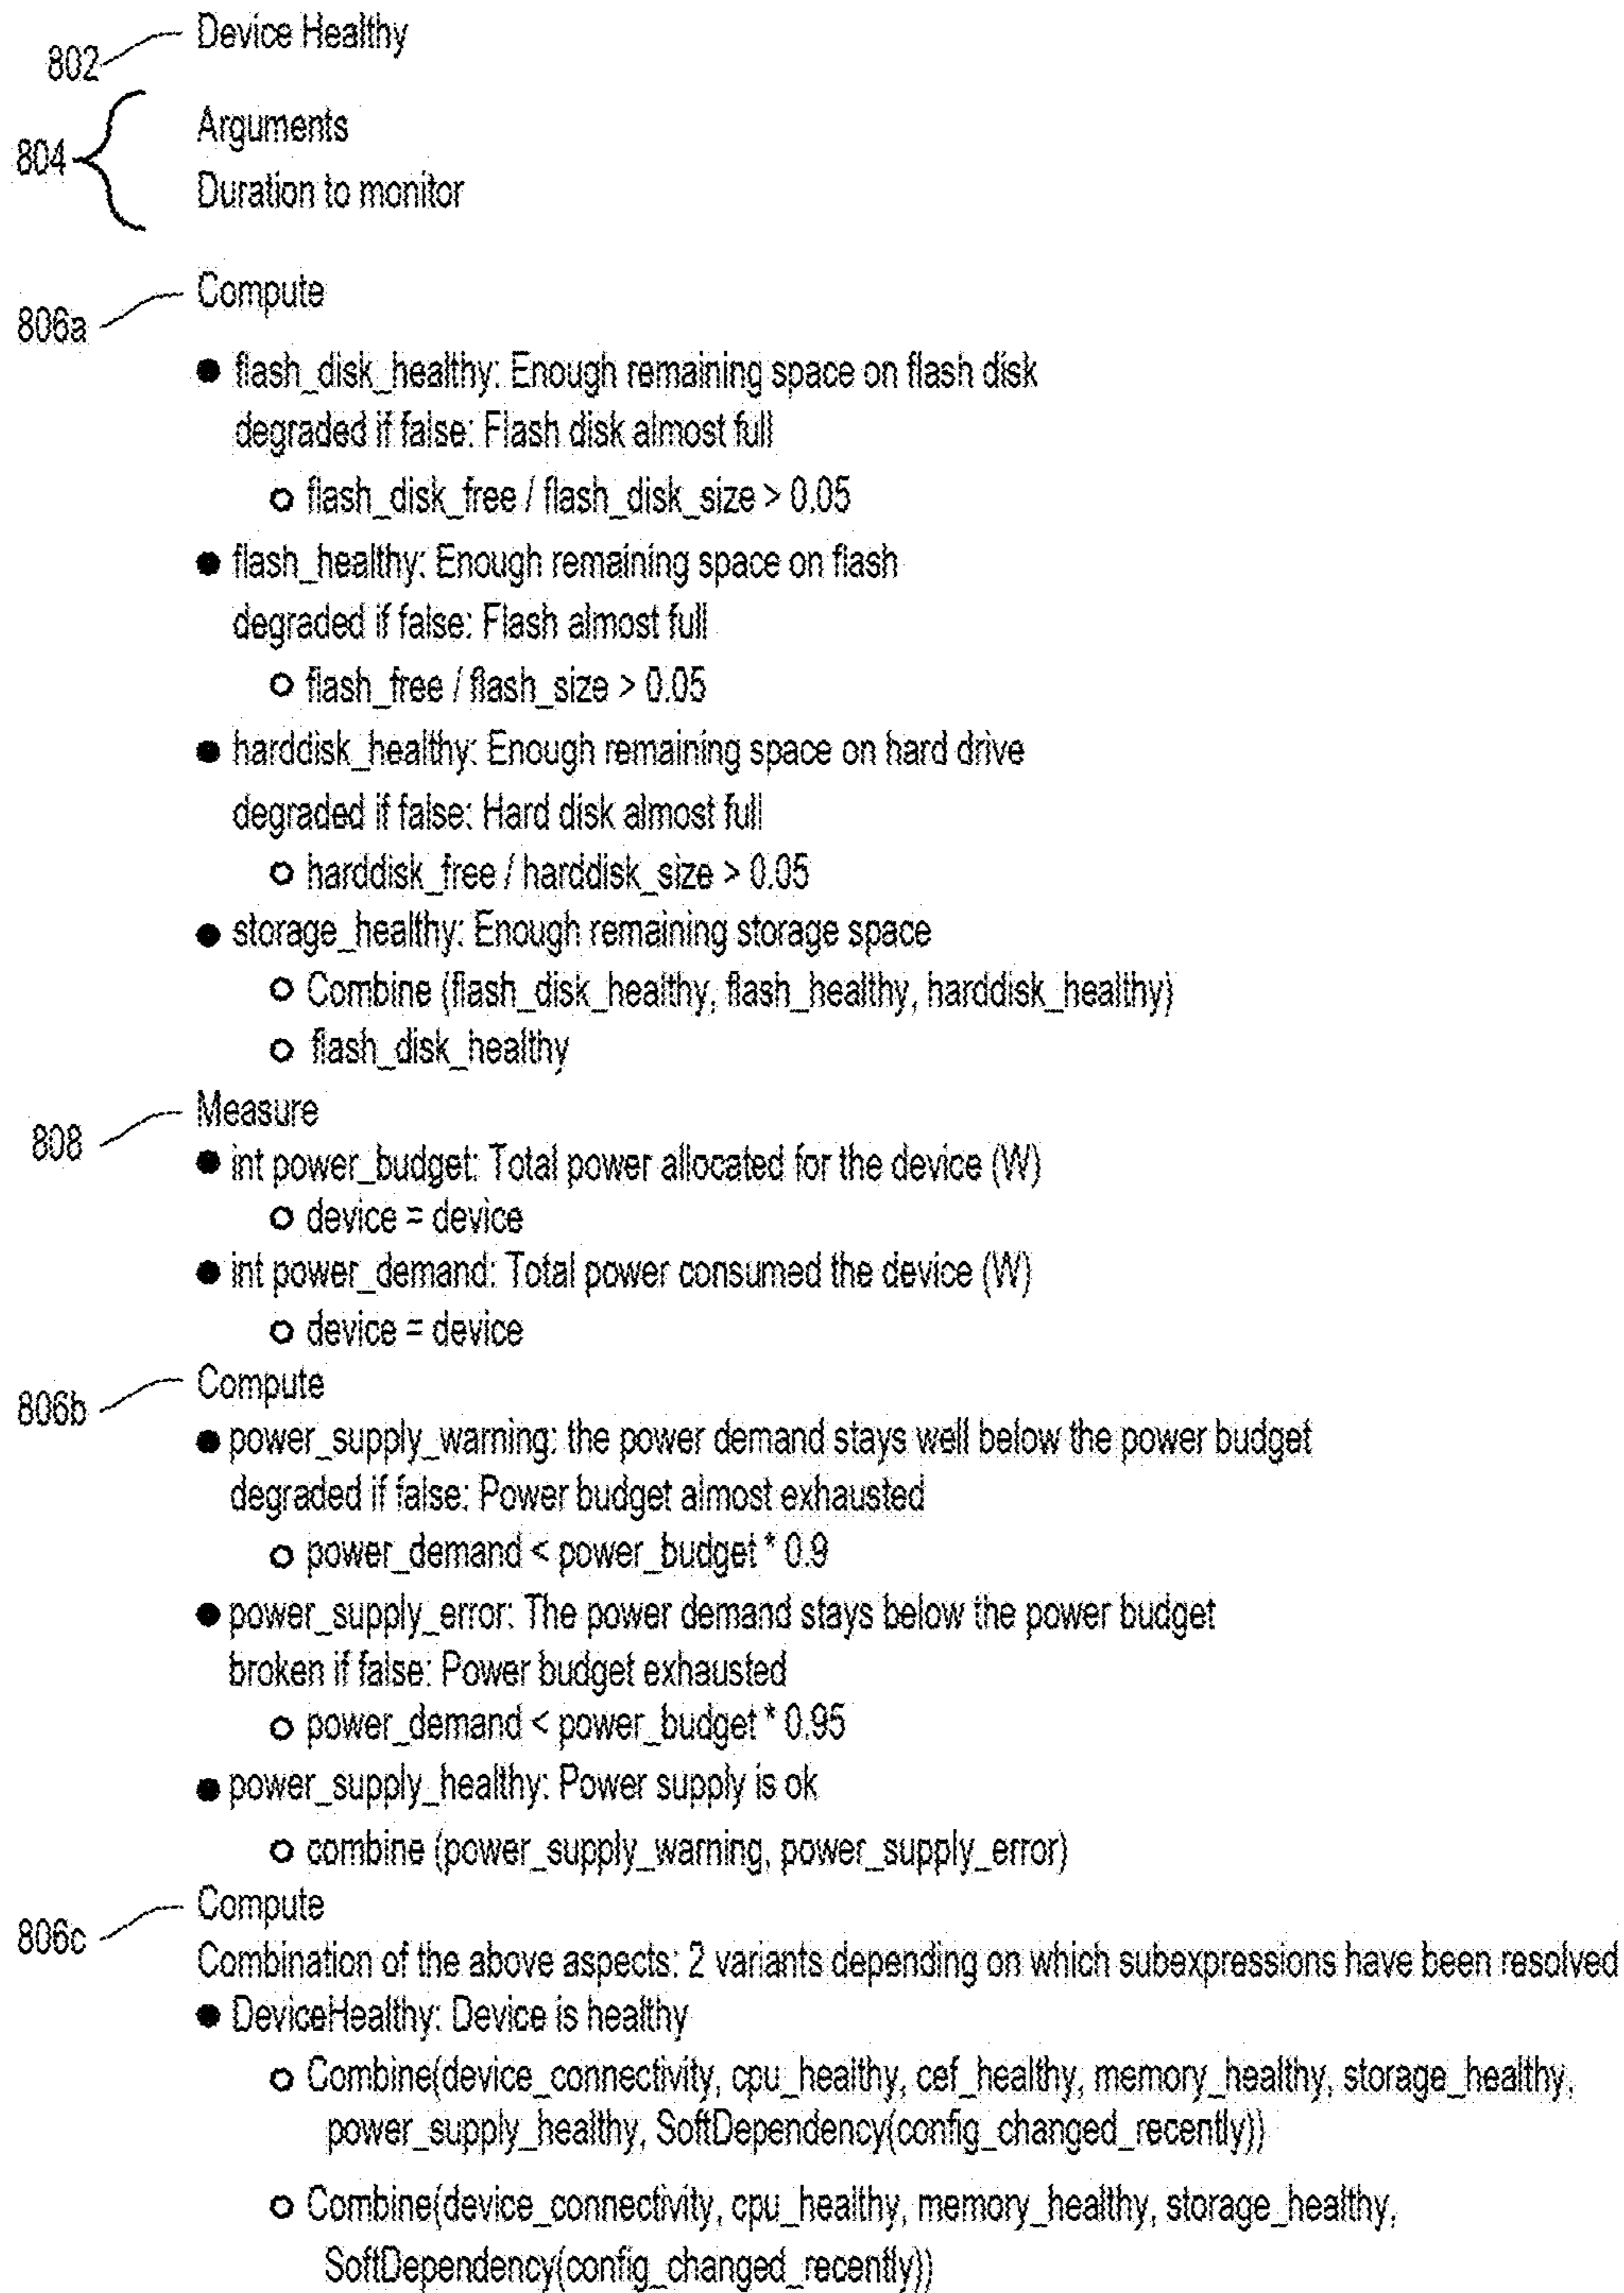 802 Device Healthy
804 Arguments
Duration to monitor
806a Compute
● flash_disk_healthy: Enough remaining space on flash disk
degraded if false: Flash disk almost full
o flash_disk_free / flash_disk_size > 0.05
● flash_healthy: Enough remaining space on flash
degraded if false: Flash almost full
o flash_free / flash_size > 0.05
● harddisk_healthy: Enough remaining space on hard drive
degraded if false: Hard disk almost full
o harddisk_free / harddisk_size > 0.05
● storage_healthy: Enough remaining storage space
o Combine (flash_disk_healthy, flash_healthy, harddisk_healthy)
o flash_disk_healthy
808 Measure
● int power_budget: Total power allocated for the device (W)
o device = device
● int power_demand: Total power consumed the device (W)
o device = device
806b Compute
● power_supply_warning: the power demand stays well below the power budget
degraded if false: Power budget almost exhausted
o power_demand < power_budget * 0.9
● power_supply_error: The power demand stays below the power budget
broken if false: Power budget exhausted
o power_demand < power_budget * 0.95
● power_supply_healthy: Power supply is ok
o combine (power_supply_warning, power_supply_error)
806c Compute
Combination of the above aspects: 2 variants depending on which subexpressions have been resolved
● DeviceHealthy: Device is healthy
o Combine(device_connectivity, cpu_healthy, cef_healthy, memory_healthy, storage_healthy,
power_supply_healthy, SoftDependency(config_changed_recently))
o Combine(device_connectivity, cpu_healthy, memory_healthy, storage_healthy,
SoftDependency(config_changed_recently))